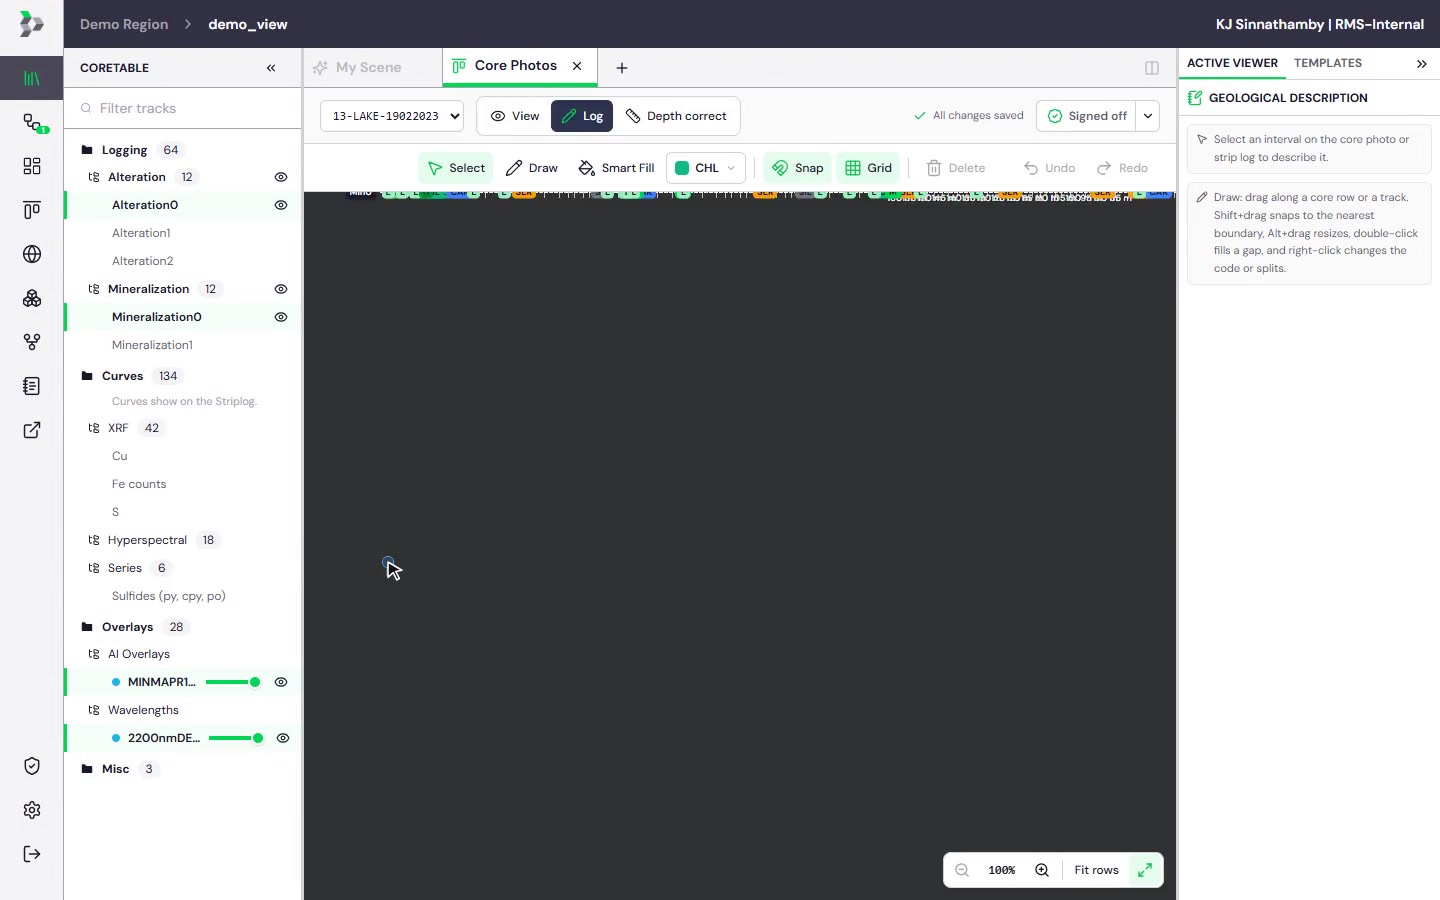 Demo Region
demo_view
KJ Sinnathamby | RMS-Internal
CORETABLE
My Scene
Core Photos
ACTIVE VIEWER
TEMPLATES
Filter tracks
13-LAKE-19022023
View
Log
Depth correct
All changes saved
Signed off
GEOLOGICAL DESCRIPTION
Select
Draw
Smart Fill
CHL
Snap
Grid
Delete
Undo
Redo
Select an interval on the core photo or
strip log to describe it.
Draw: drag along a core row or a track.
Shift+drag snaps to the nearest
boundary, Alt+drag resizes, double-click
fills a gap, and right-click changes the
code or splits.
1
Logging 64
Alteration 12
Alteration0
Alteration1
Alteration2
Mineralization 12
Mineralization0
Mineralization1
Curves 134
Curves show on the Striplog.
XRF 42
Cu
Fe counts
S
Hyperspectral 18
Series 6
Sulfides (py, cpy, po)
Overlays 28
AI Overlays
MINMAPR1...
Wavelengths
2200nmDE...
Misc 3
100%
Fit rows